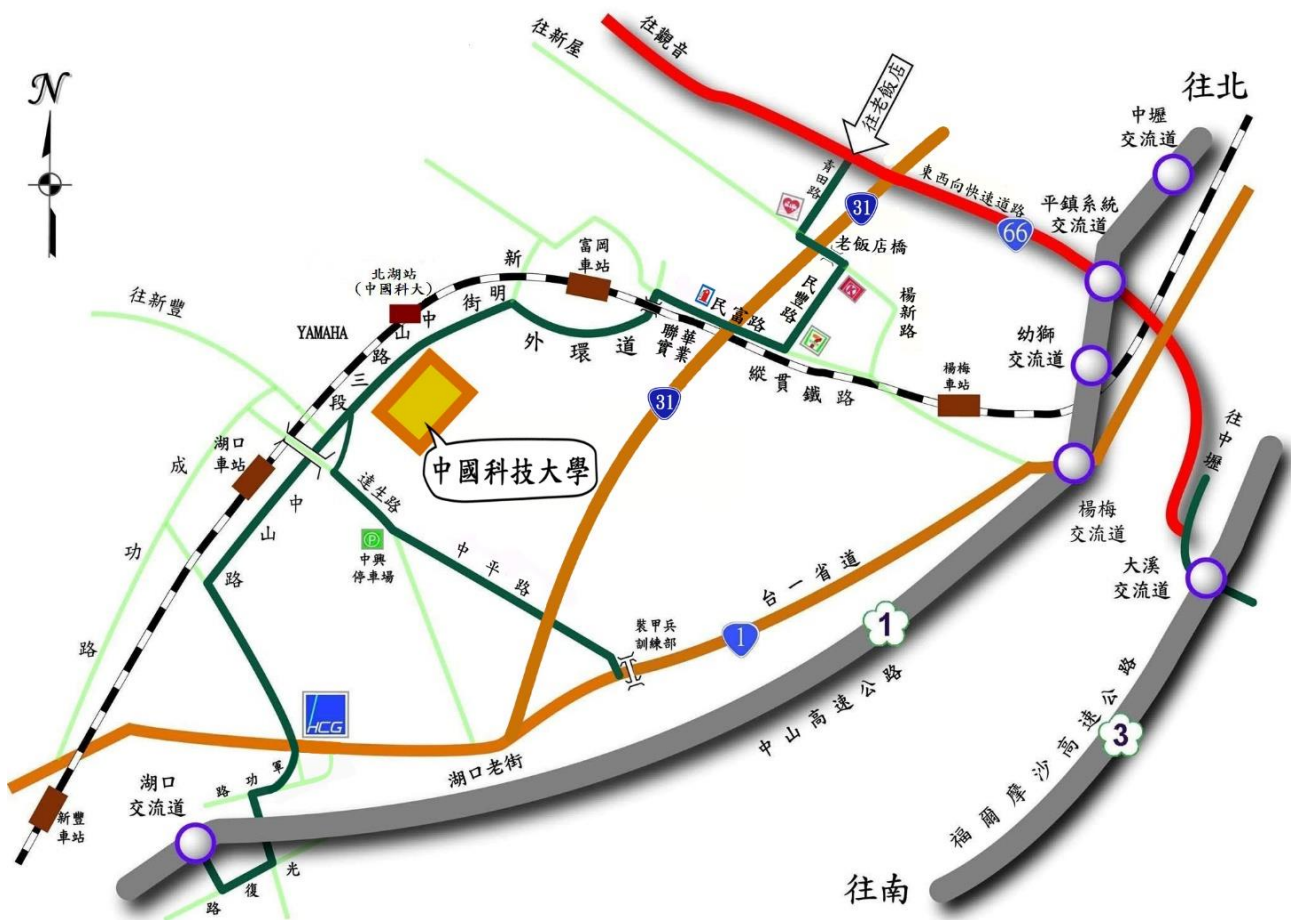 往新屋
往觀音
往老飯店
往北
中壢
交流道
N
青田路
東西向快速道路
31
66
平鎮系統
交流道
老飯店橋
富岡
車站
北湖站
(中國科大)
新明街
往新豐
YAMAHA
中山路三段
外環道
聯華
實業
民富路
民豐路
7
楊新路
幼獅
交流道
縱貫鐵路
楊梅
車站
31
往中壢
湖口
車站
中國科技大學
楊梅
交流道
大溪
交流道
成功路
中山路
達生路
P
中興
停車場
中平路
裝甲兵
訓練部
台一省道
1
1
中山高速公路
3
福爾摩沙高速公路
HCG
湖口老街
湖口
交流道
軍功路
新豐
車站
光復路
往南